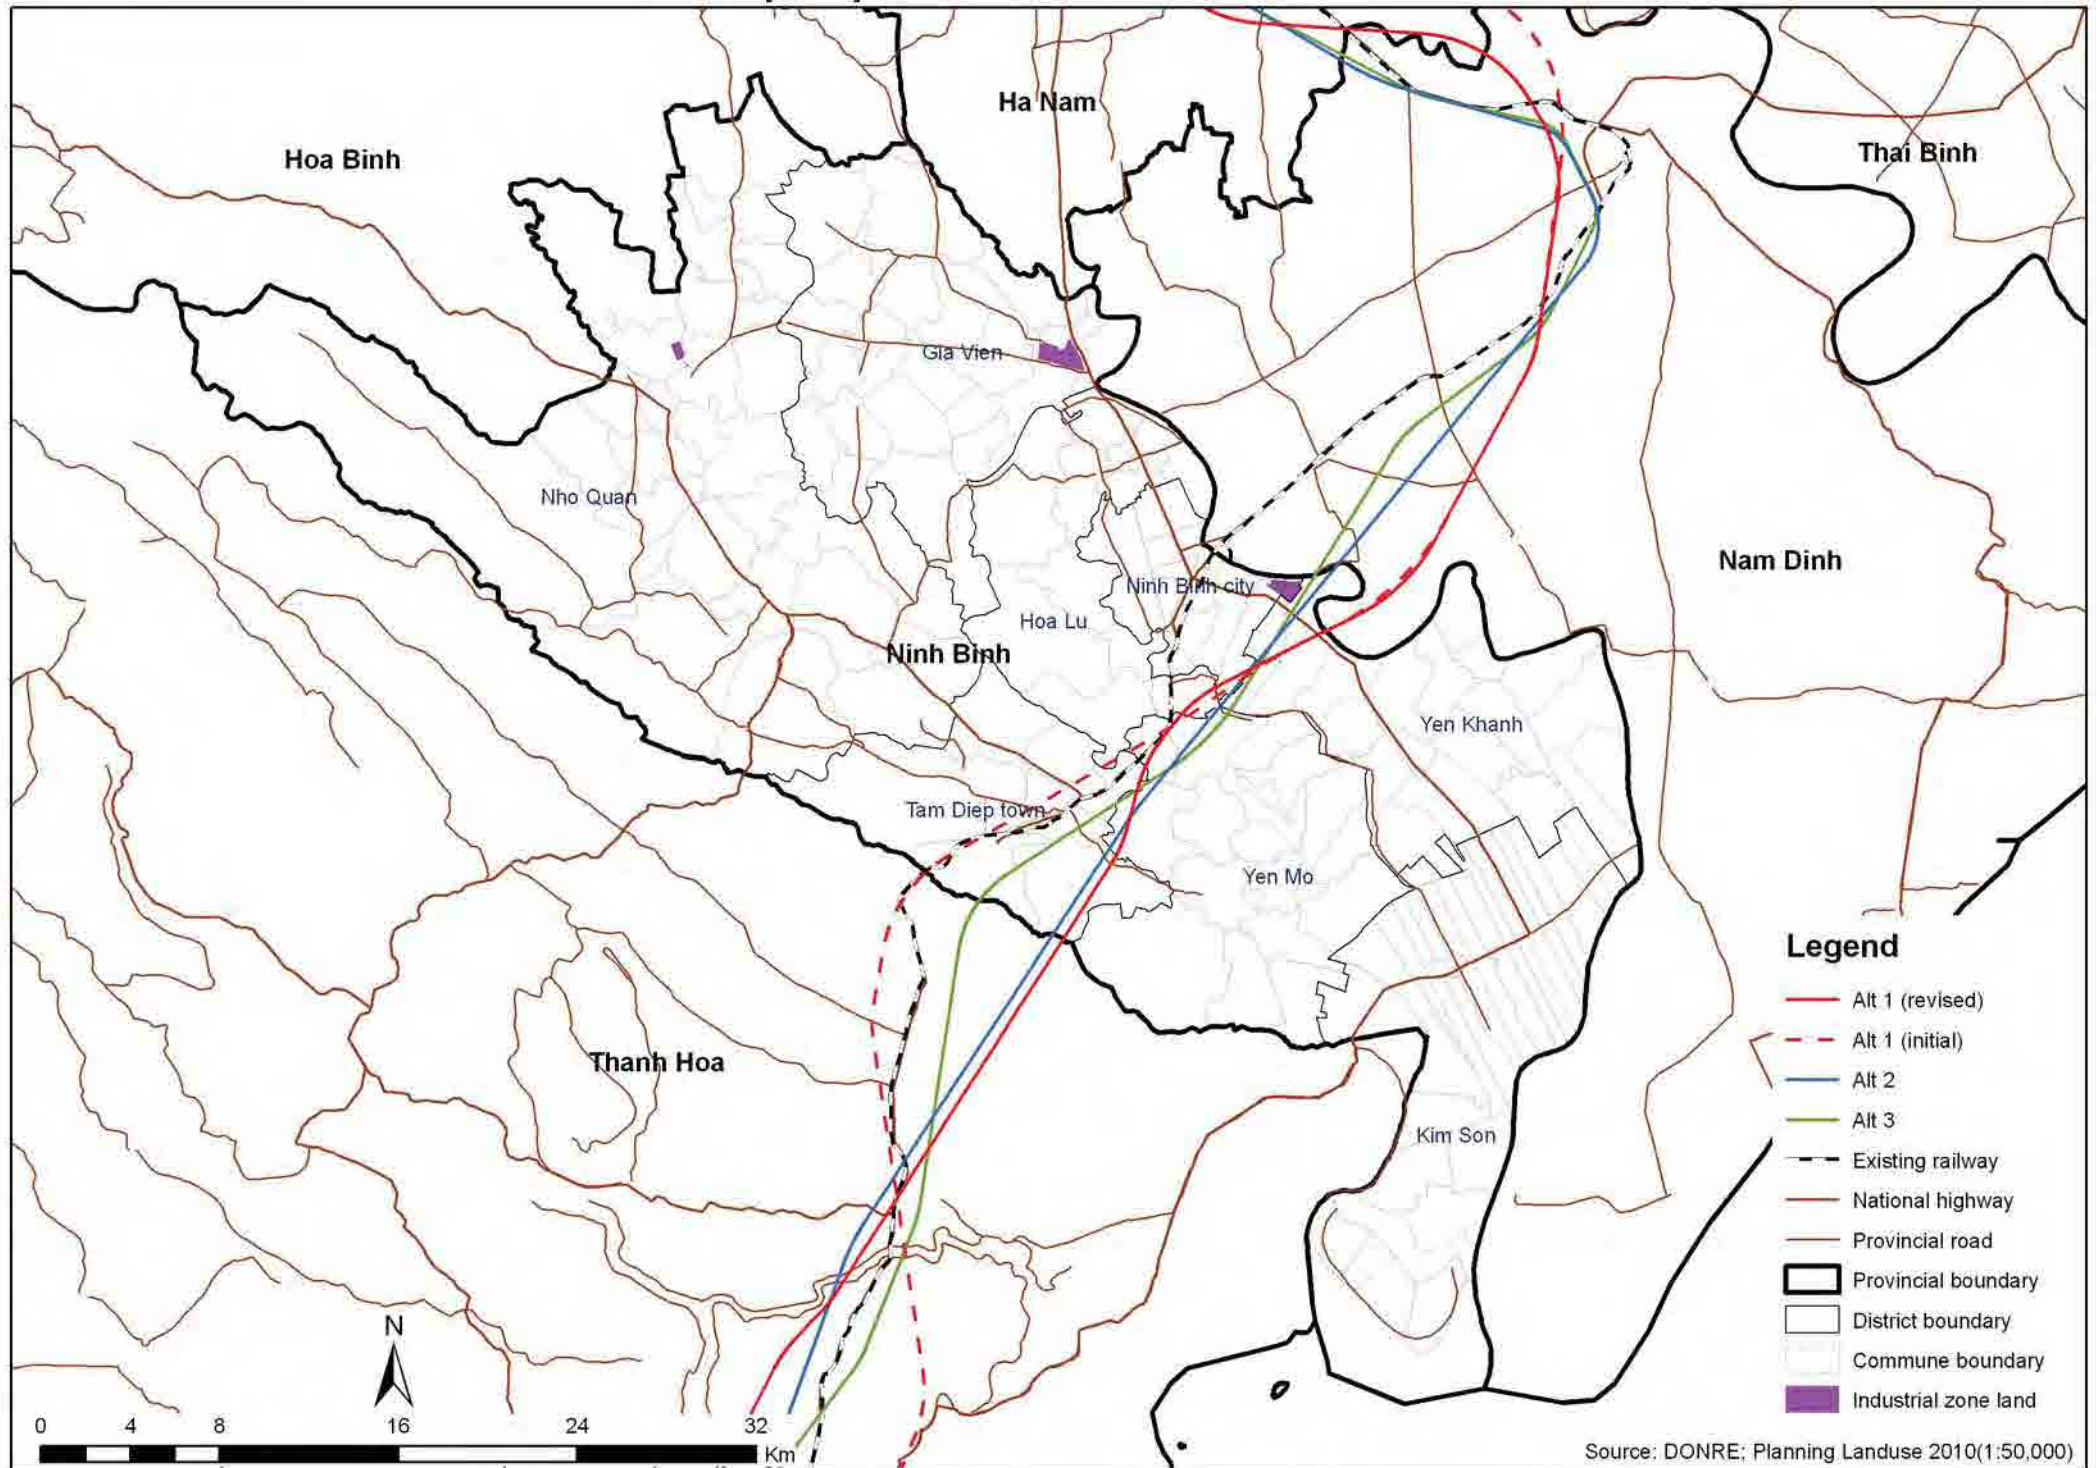 Ha Nam
Hoa Binh
Thai Binh
Gia Vien
Nho Quan
Nam Dinh
Ninh Binh city
Hoa Lu
Ninh Binh
Yen Khanh
Tam Diep town
Yen Mo
Thanh Hoa
Kim Son
Legend
Alt 1 (revised)
Alt 1 (initial)
Alt 2
Alt 3
Existing railway
National highway
Provincial road
Provincial boundary
District boundary
Commune boundary
Industrial zone land
N
0 4 8 16 24 32
Km
Source: DONRE; Planning Landuse 2010(1:50,000)